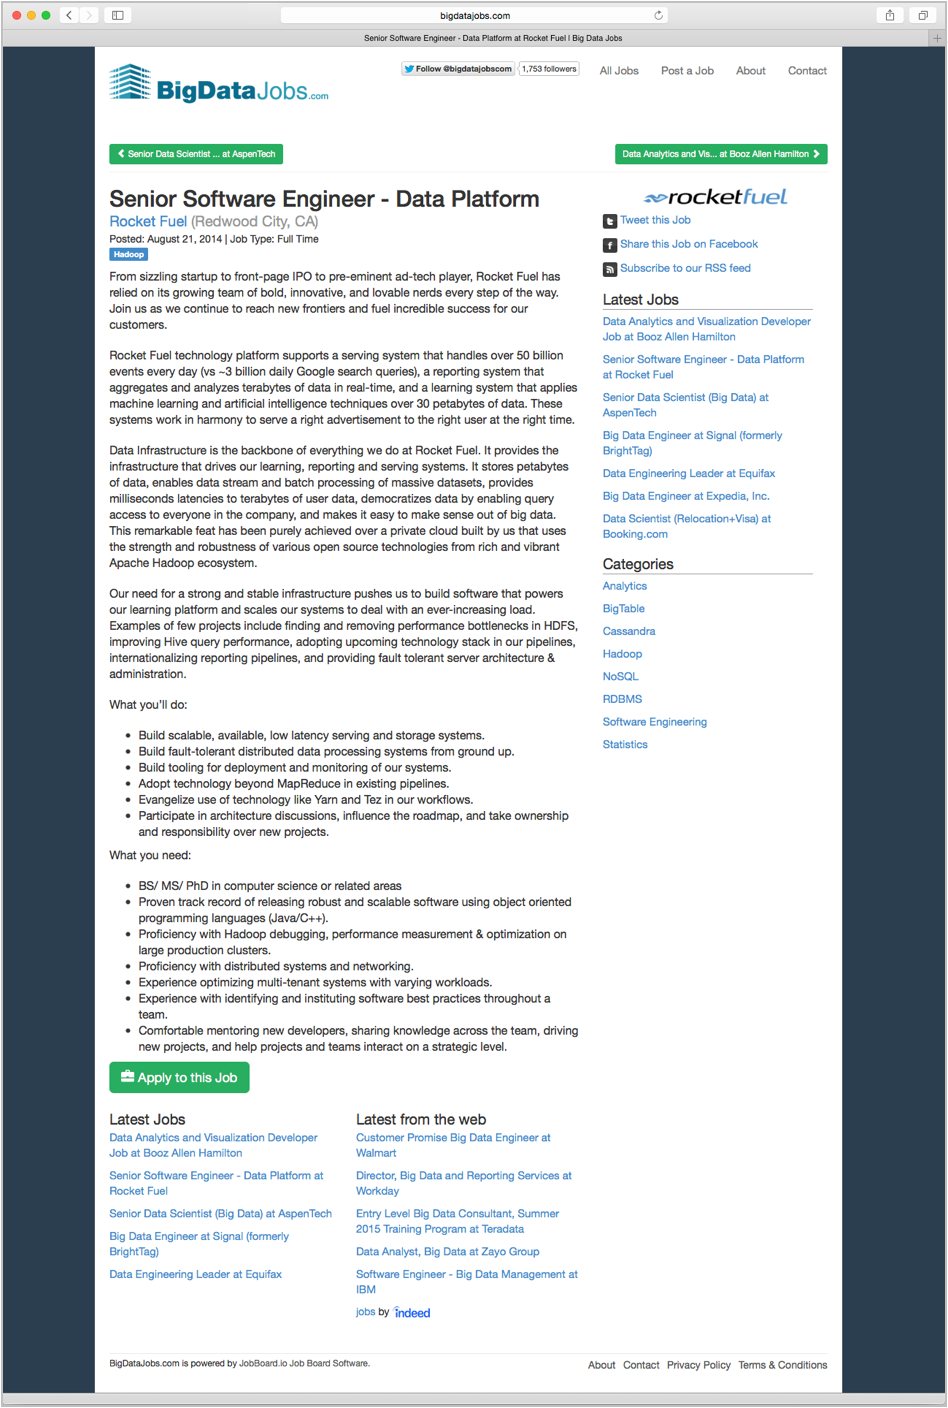 bigdatajobs.com
Senior Software Engineer - Data Platform at Rocket Fuel | Big Data Jobs
BigDataJobs.com
Follow @bigdatajobscom
1,753 followers
All Jobs
Post a Job
About
Contact
Senior Data Scientist ... at AspenTech
Data Analytics and Vis... at Booz Allen Hamilton
Senior Software Engineer - Data Platform
Rocket Fuel (Redwood City, CA)
Posted: August 21, 2014 | Job Type: Full Time
Hadoop
From sizzling startup to front-page IPO to pre-eminent ad-tech player, Rocket Fuel has
relied on its growing team of bold, innovative, and lovable nerds every step of the way.
Join us as we continue to reach new frontiers and fuel incredible success for our
customers.
Rocket Fuel technology platform supports a serving system that handles over 50 billion
events every day (vs ~3 billion daily Google search queries), a reporting system that
aggregates and analyzes terabytes of data in real-time, and a learning system that applies
machine learning and artificial intelligence techniques over 30 petabytes of data. These
systems work in harmony to serve a right advertisement to the right user at the right time.
Data Infrastructure is the backbone of everything we do at Rocket Fuel. It provides the
infrastructure that drives our learning, reporting and serving systems. It stores petabytes
of data, enables data stream and batch processing of massive datasets, provides
milliseconds latencies to terabytes of user data, democratizes data by enabling query
access to everyone in the company, and makes it easy to make sense out of big data.
This remarkable feat has been purely achieved over a private cloud built by us that uses
the strength and robustness of various open source technologies from rich and vibrant
Apache Hadoop ecosystem.
Our need for a strong and stable infrastructure pushes us to build software that powers
our learning platform and scales our systems to deal with an ever-increasing load.
Examples of few projects include finding and removing performance bottlenecks in HDFS,
improving Hive query performance, adopting upcoming technology stack in our pipelines,
internationalizing reporting pipelines, and providing fault tolerant server architecture &
administration.
What you'll do:
• Build scalable, available, low latency serving and storage systems.
• Build fault-tolerant distributed data processing systems from ground up.
• Build tooling for deployment and monitoring of our systems.
• Adopt technology beyond MapReduce in existing pipelines.
• Evangelize use of technology like Yarn and Tez in our workflows.
• Participate in architecture discussions, influence the roadmap, and take ownership
and responsibility over new projects.
What you need:
• BS/ MS/ PhD in computer science or related areas
• Proven track record of releasing robust and scalable software using object oriented
programming languages (Java/C++).
• Proficiency with Hadoop debugging, performance measurement & optimization on
large production clusters.
• Proficiency with distributed systems and networking.
• Experience optimizing multi-tenant systems with varying workloads.
• Experience with identifying and instituting software best practices throughout a
team.
• Comfortable mentoring new developers, sharing knowledge across the team, driving
new projects, and help projects and teams interact on a strategic level.
Apply to this Job
rocketfuel
Tweet this Job
Share this Job on Facebook
Subscribe to our RSS feed
Latest Jobs
Data Analytics and Visualization Developer
Job at Booz Allen Hamilton
Senior Software Engineer - Data Platform
at Rocket Fuel
Senior Data Scientist (Big Data) at
AspenTech
Big Data Engineer at Signal (formerly
BrightTag)
Data Engineering Leader at Equifax
Big Data Engineer at Expedia, Inc.
Data Scientist (Relocation+Visa) at
Booking.com
Categories
Analytics
BigTable
Cassandra
Hadoop
NoSQL
RDBMS
Software Engineering
Statistics
Latest Jobs
Data Analytics and Visualization Developer
Job at Booz Allen Hamilton
Senior Software Engineer - Data Platform at
Rocket Fuel
Senior Data Scientist (Big Data) at AspenTech
Big Data Engineer at Signal (formerly
BrightTag)
Data Engineering Leader at Equifax
Latest from the web
Customer Promise Big Data Engineer at
Walmart
Director, Big Data and Reporting Services at
Workday
Entry Level Big Data Consultant, Summer
2015 Training Program at Teradata
Data Analyst, Big Data at Zayo Group
Software Engineer - Big Data Management at
IBM
jobs by indeed
BigDataJobs.com is powered by JobBoard.io Job Board Software.
About
Contact
Privacy Policy
Terms & Conditions